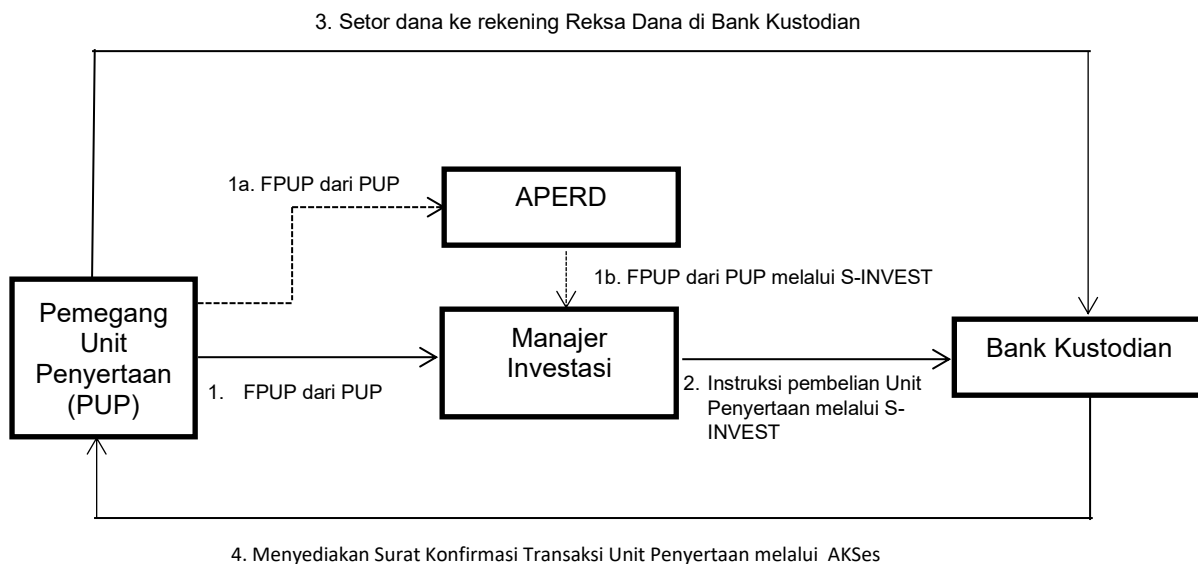 3. Setor dana ke rekening Reksa Dana di Bank Kustodian
1a. FPUP dari PUP
APERD
1b. FPUP dari PUP melalui S-INVEST
Pemegang
Unit
Penyertaan
(PUP)
1. FPUP dari PUP
Manajer
Investasi
2. Instruksi pembelian Unit
Penyertaan melalui S-
INVEST
Bank Kustodian
4. Menyediakan Surat Konfirmasi Transaksi Unit Penyertaan melalui AKSes